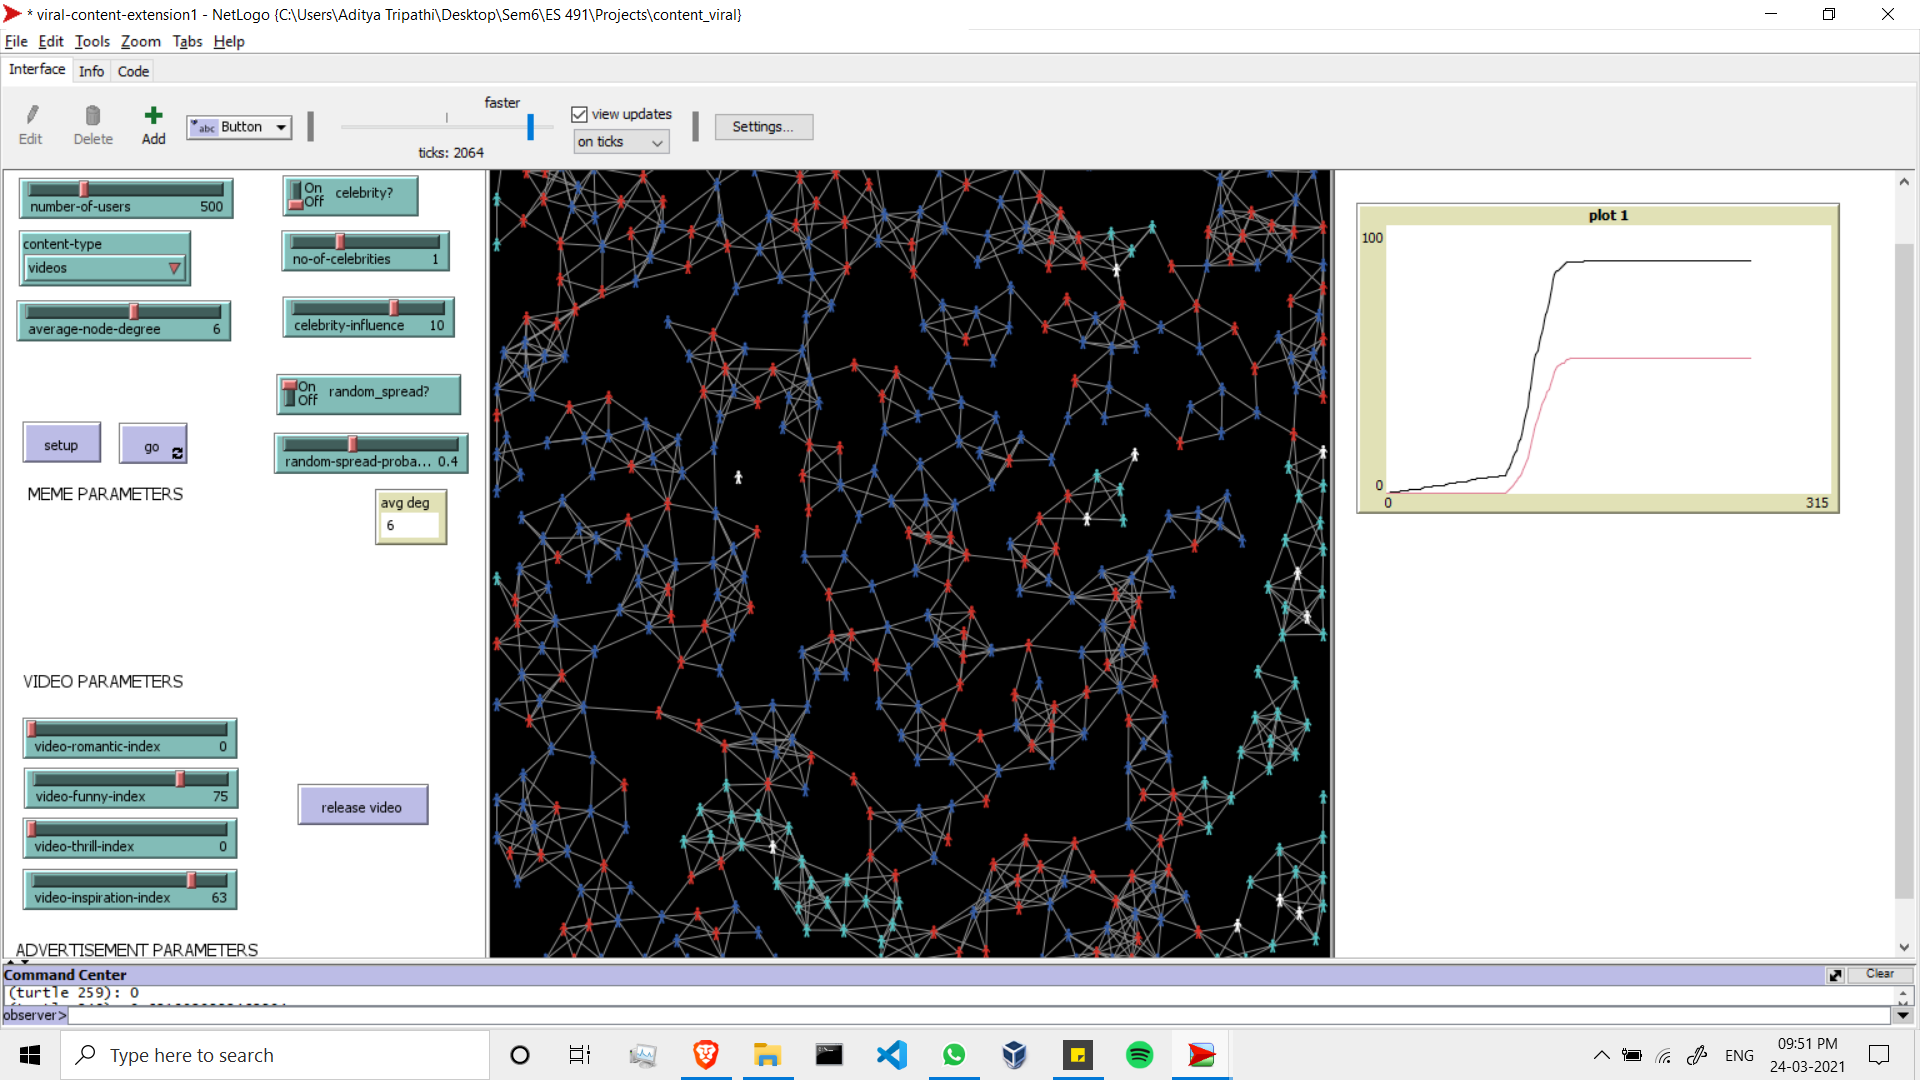 * viral-content-extension1 - NetLogo {C:\Users\Aditya Tripathi\Desktop\Sem6\ES 491\Projects\content_viral}
File Edit Tools Zoom Tabs Help
Interface Info Code
Edit
Delete
Add
abc Button
faster
ticks: 2064
view updates
on ticks
Settings...
number-of-users 500
On
Off
celebrity?
content-type
videos
no-of-celebrities 1
average-node-degree 6
celebrity-influence 10
On
Off
random_spread?
setup
go
random-spread-proba... 0.4
MEME PARAMETERS
avg deg
6
VIDEO PARAMETERS
video-romantic-index 0
video-funny-index 75
release video
video-thrill-index 0
video-inspiration-index 63
ADVERTISEMENT PARAMETERS
plot 1
100
0
0
315
Command Center
Clear
(turtle 259): 0
observer>
Type here to search
ENG
09:51 PM
24-03-2021